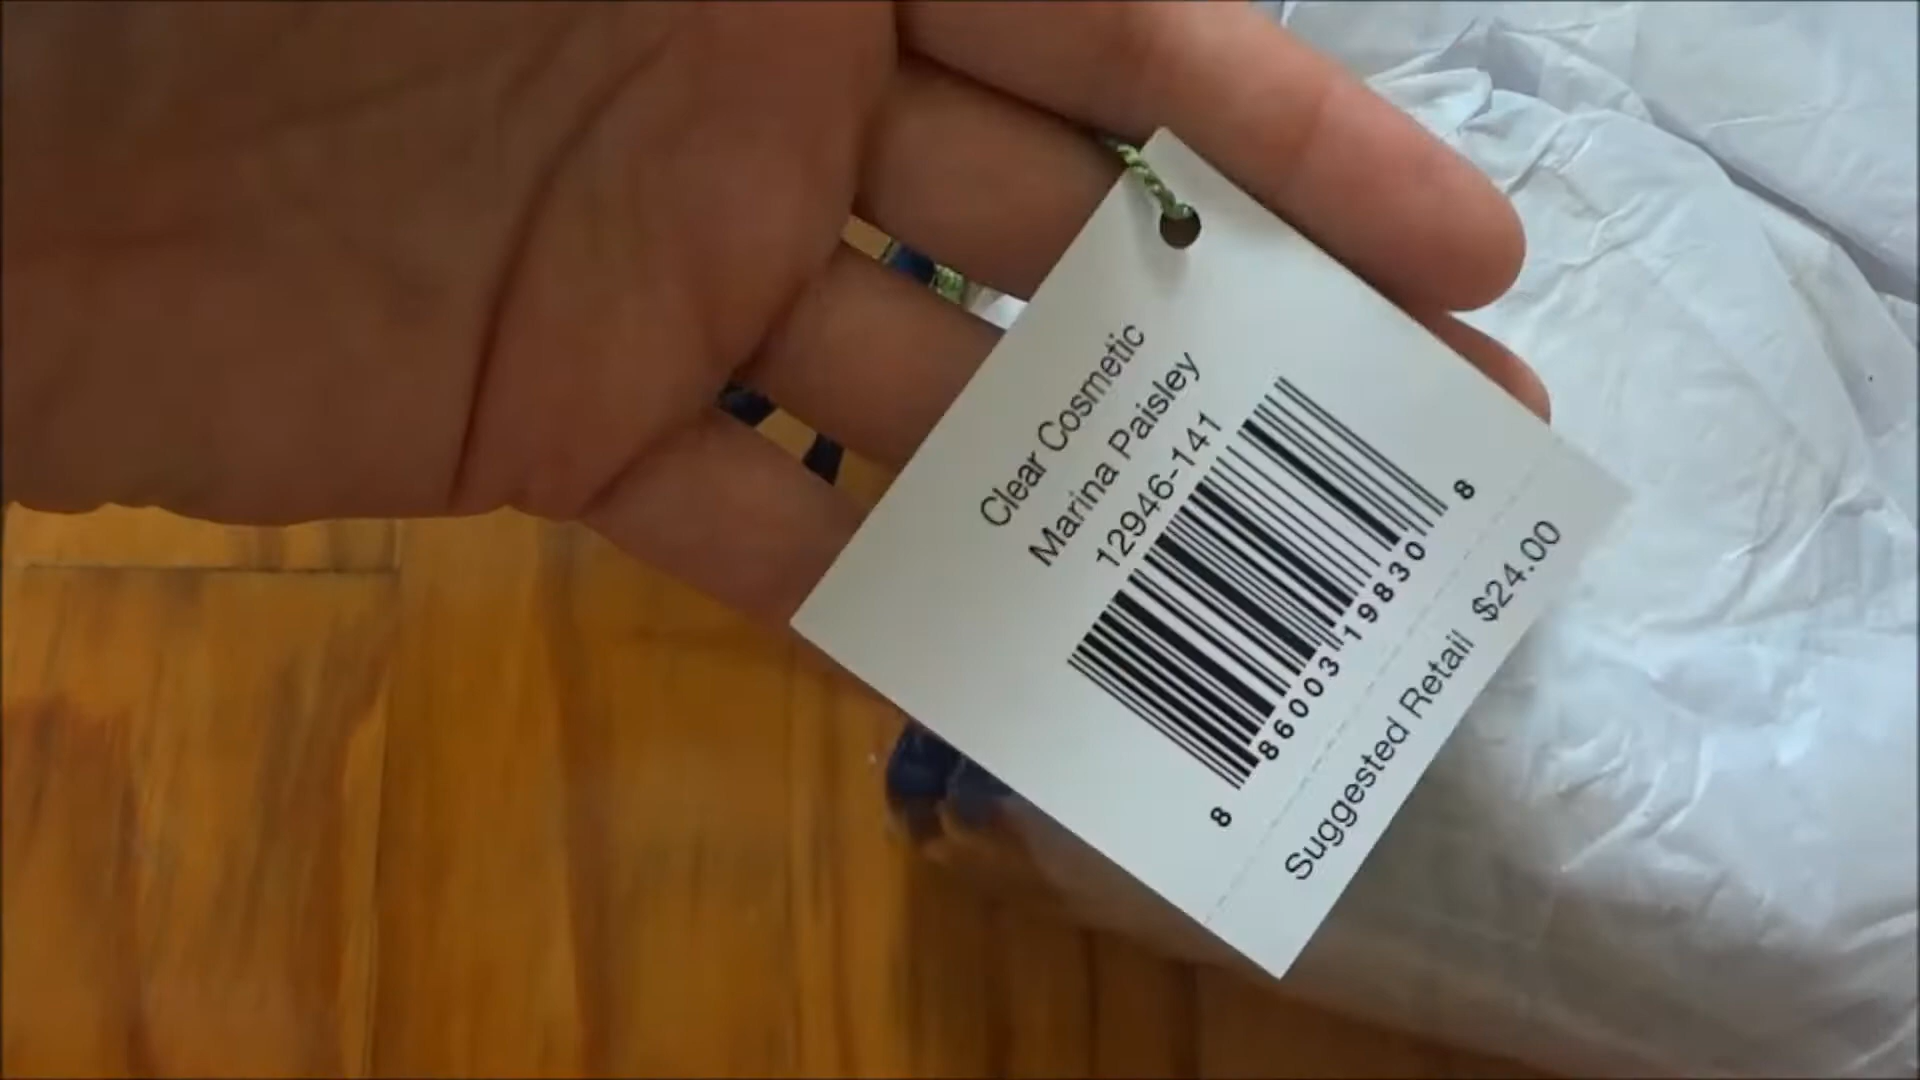 Clear Cosmetic
Marina Paisley
12946-141
8 86003 19830 8
Suggested Retail $24.00